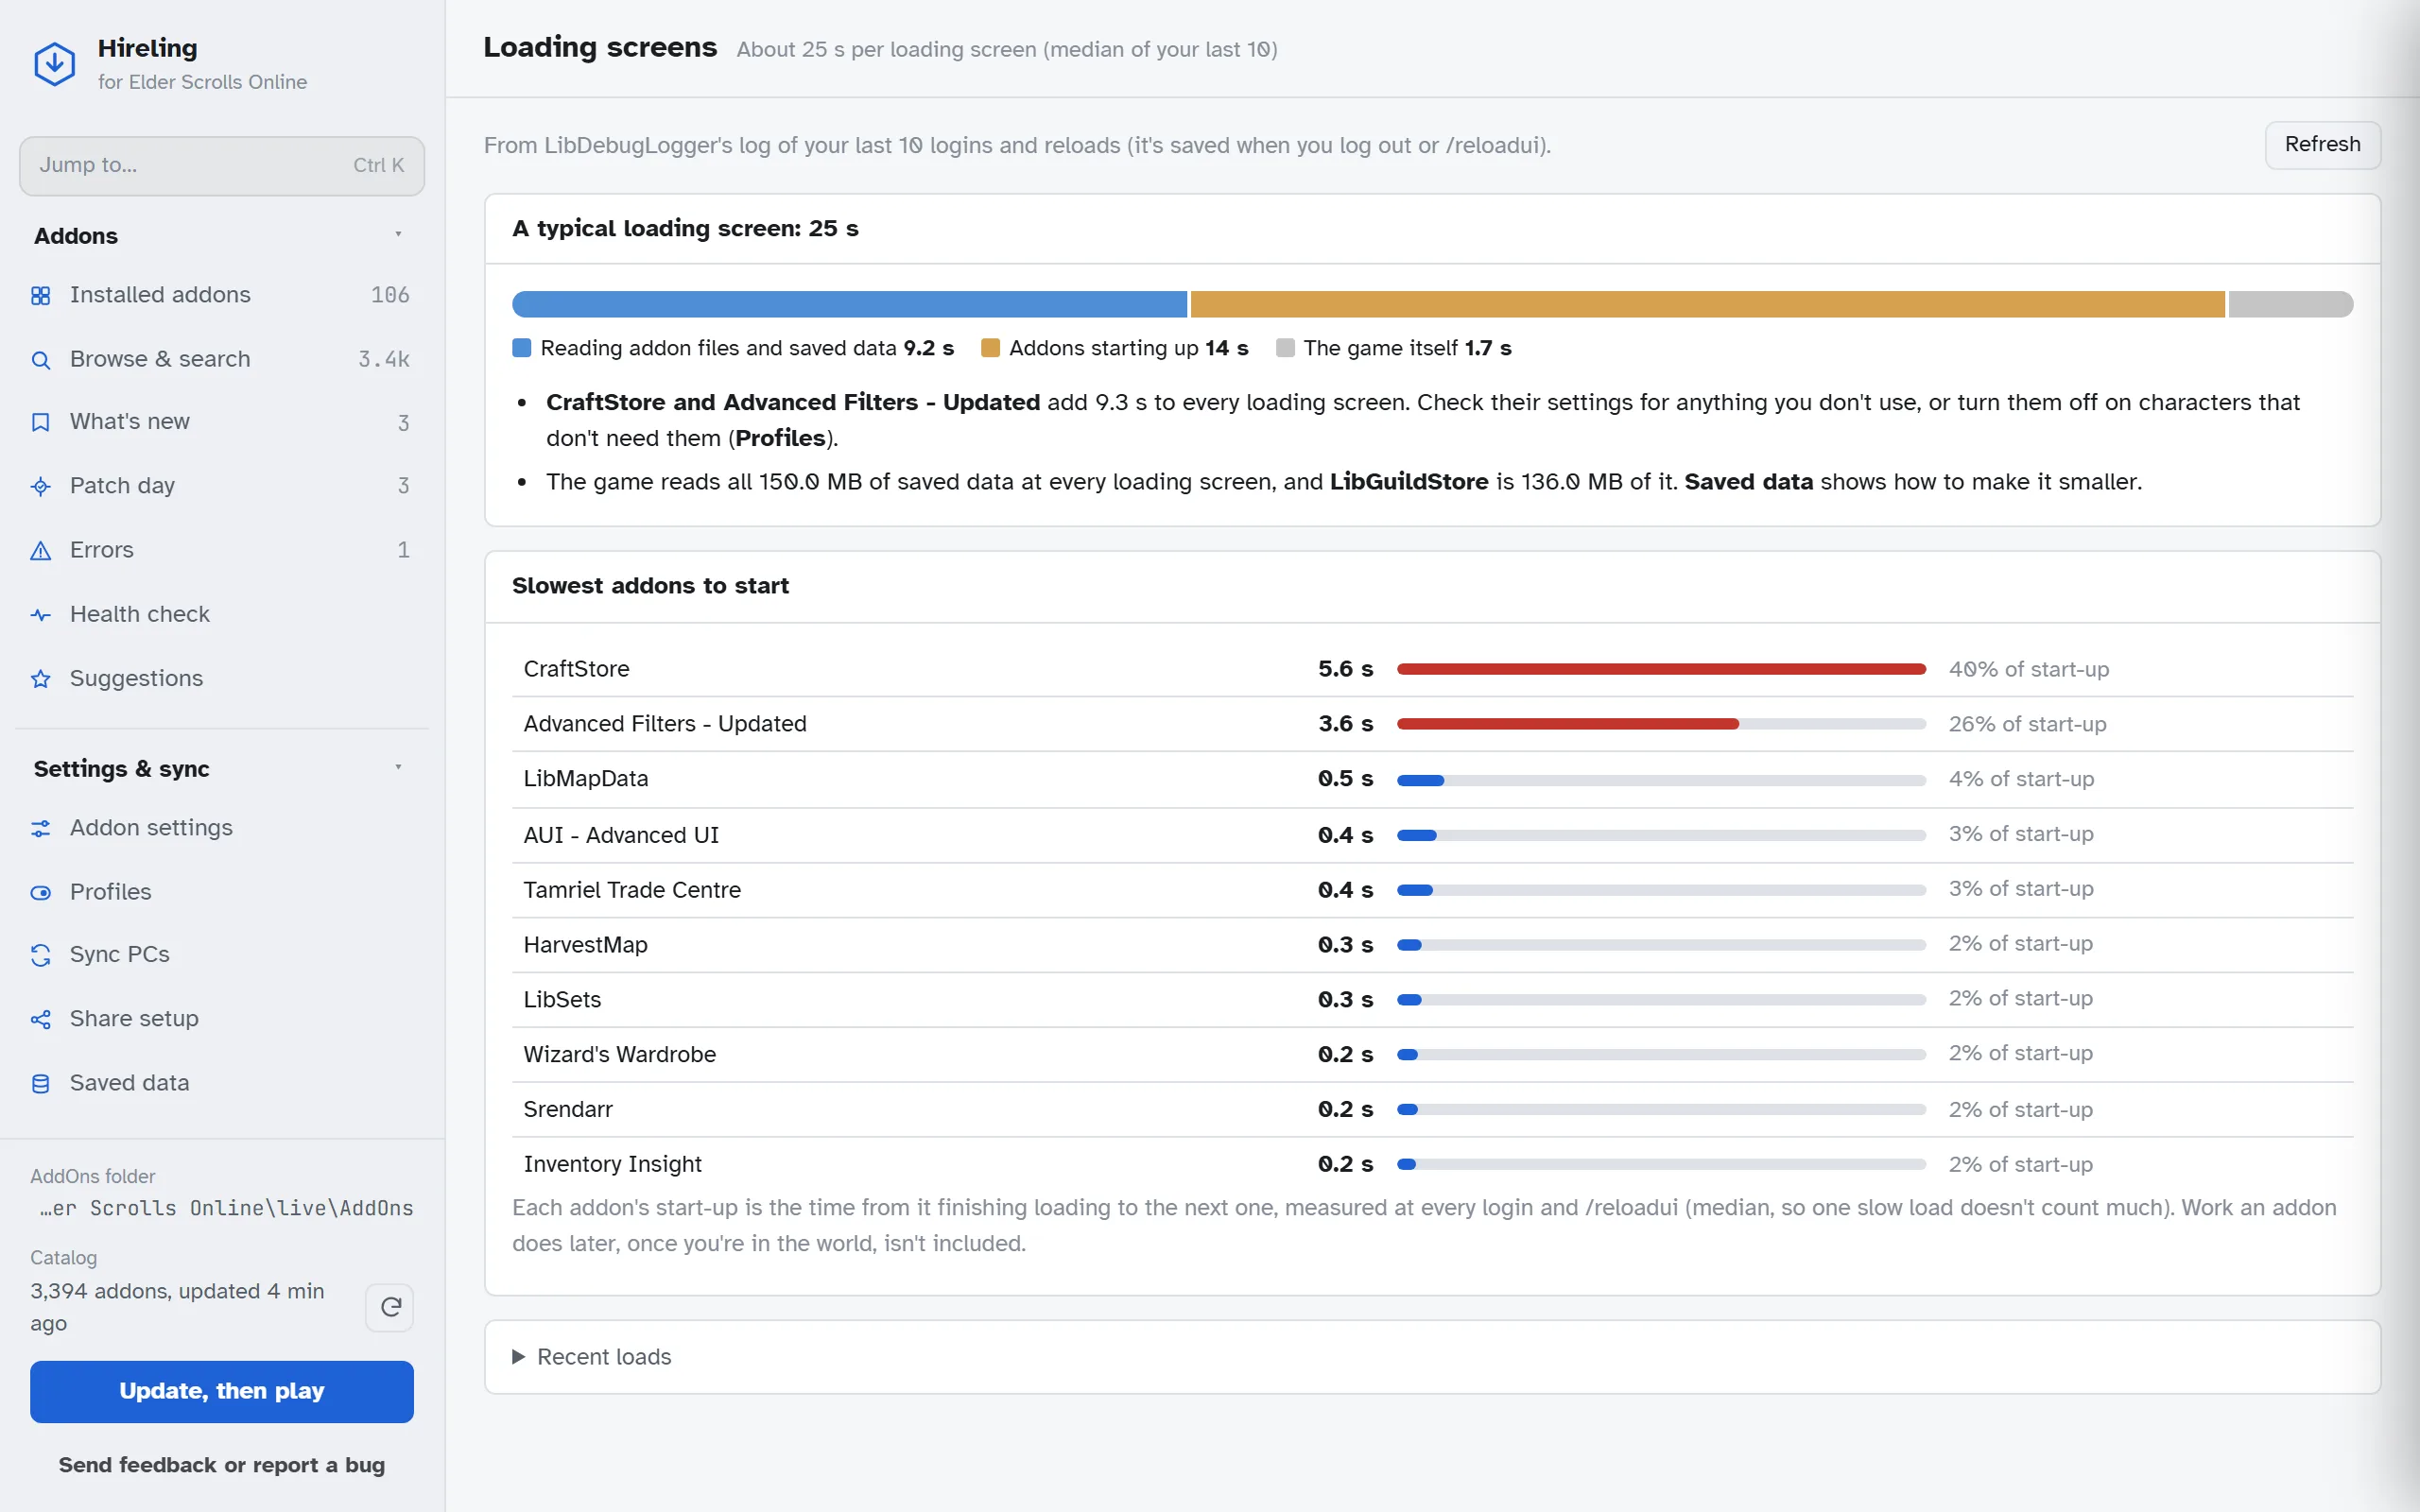 Hireling
for Elder Scrolls Online
Jump to... Ctrl K
Addons
Installed addons 106
Browse & search 3.4k
What's new 3
Patch day 3
Errors 1
Health check
Suggestions
Settings & sync
Addon settings
Profiles
Sync PCs
Share setup
Saved data
AddOns folder
…er Scrolls Online\live\AddOns
Catalog
3,394 addons, updated 4 min
ago
Update, then play
Send feedback or report a bug
Loading screens About 25 s per loading screen (median of your last 10)
From LibDebugLogger's log of your last 10 logins and reloads (it's saved when you log out or /reloadui).
Refresh
A typical loading screen: 25 s
Reading addon files and saved data 9.2 s Addons starting up 14 s The game itself 1.7 s
• CraftStore and Advanced Filters - Updated add 9.3 s to every loading screen. Check their settings for anything you don't use, or turn them off on characters that
don't need them (Profiles).
• The game reads all 150.0 MB of saved data at every loading screen, and LibGuildStore is 136.0 MB of it. Saved data shows how to make it smaller.
Slowest addons to start
CraftStore 5.6 s 40% of start-up
Advanced Filters - Updated 3.6 s 26% of start-up
LibMapData 0.5 s 4% of start-up
AUI - Advanced UI 0.4 s 3% of start-up
Tamriel Trade Centre 0.4 s 3% of start-up
HarvestMap 0.3 s 2% of start-up
LibSets 0.3 s 2% of start-up
Wizard's Wardrobe 0.2 s 2% of start-up
Srendarr 0.2 s 2% of start-up
Inventory Insight 0.2 s 2% of start-up
Each addon's start-up is the time from it finishing loading to the next one, measured at every login and /reloadui (median, so one slow load doesn't count much). Work an addon
does later, once you're in the world, isn't included.
Recent loads